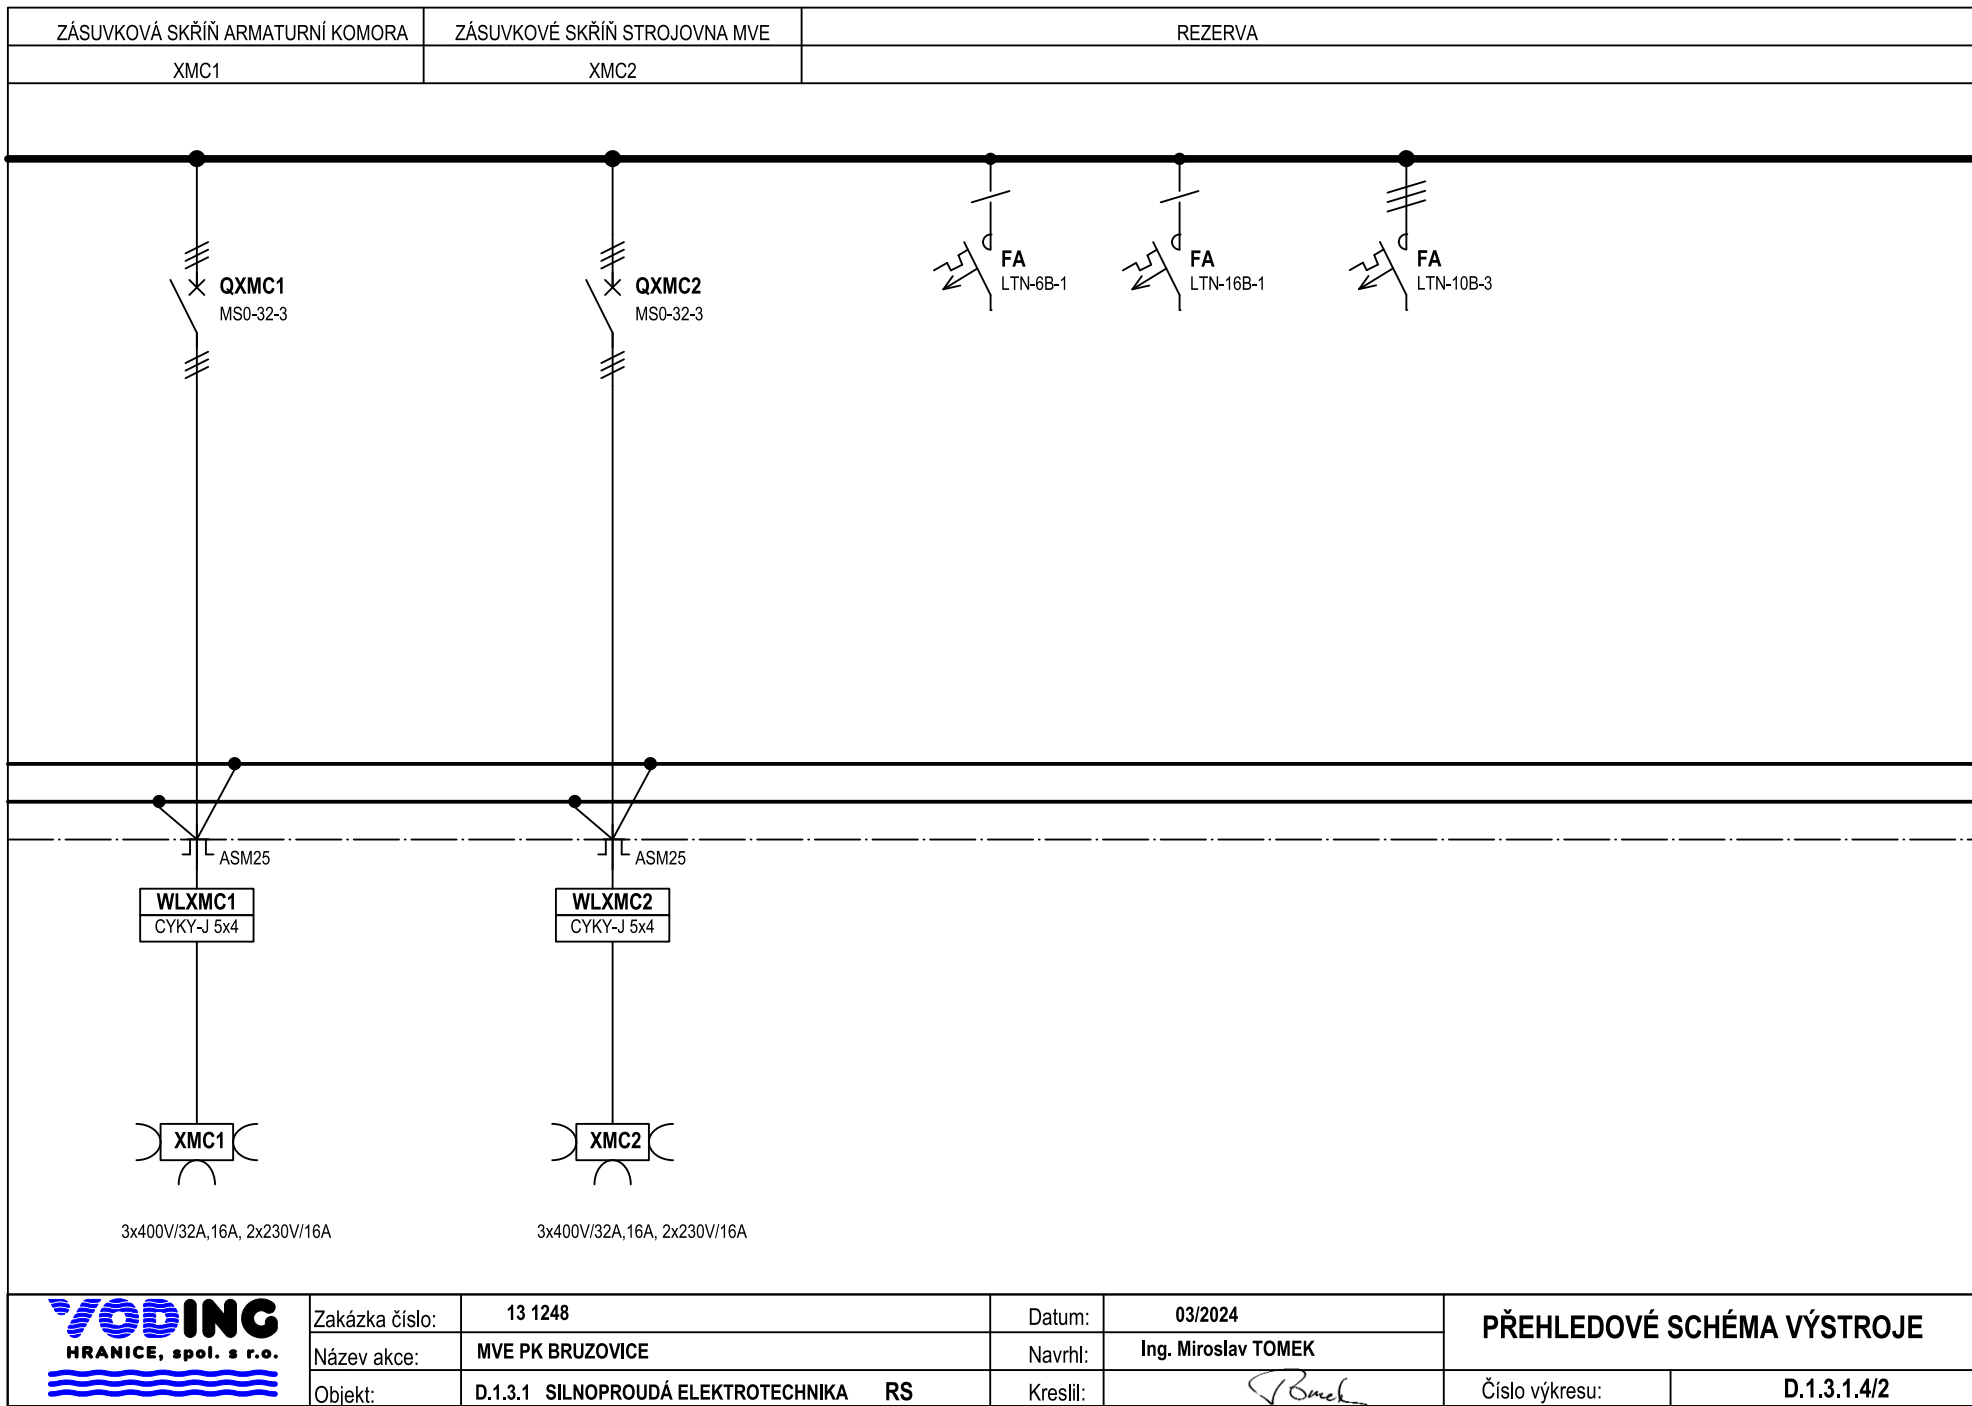 ZÁSUVKOVÁ SKŘÍŇ ARMATURNÍ KOMORA
ZÁSUVKOVÉ SKŘÍŇ STROJOVNA MVE
REZERVA
XMC1
XMC2
QXMC1
MS0-32-3
QXMC2
MS0-32-3
FA
LTN-6B-1
FA
LTN-16B-1
FA
LTN-10B-3
ASM25
ASM25
WLXMC1
CYKY-J 5x4
WLXMC2
CYKY-J 5x4
XMC1
XMC2
3x400V/32A,16A, 2x230V/16A
3x400V/32A,16A, 2x230V/16A
VODING
HRANICE, spol. s r.o.
Zakázka číslo:
13 1248
Datum:
03/2024
PŘEHLEDOVÉ SCHÉMA VÝSTROJE
Název akce:
MVE PK BRUZOVICE
Navrhl:
Ing. Miroslav TOMEK
Objekt:
D.1.3.1 SILNOPROUDÁ ELEKTROTECHNIKA RS
Kreslil:
Číslo výkresu:
D.1.3.1.4/2